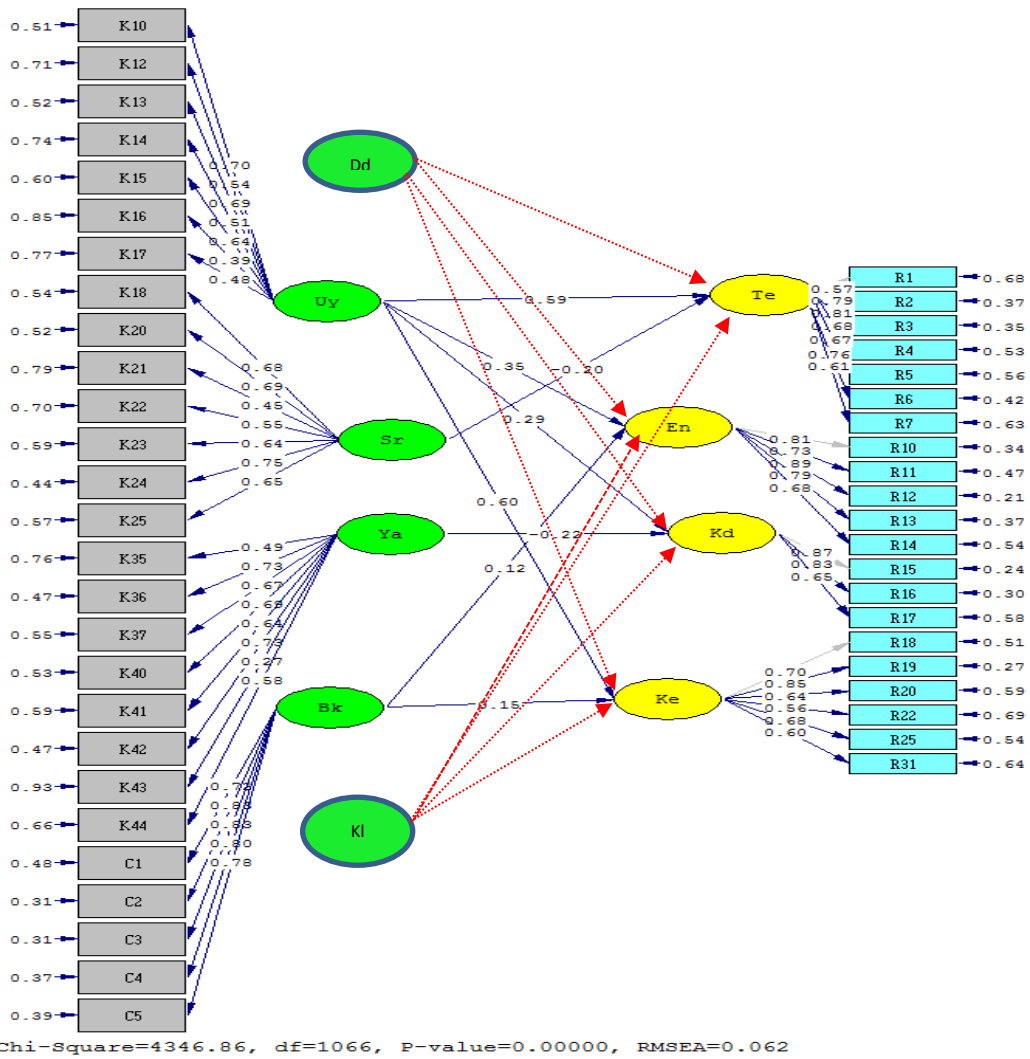 0.51 K10
0.71 K12
0.52 K13
0.74 K14
0.60 K15
0.85 K16
0.77 K17
0.54 K18
0.52 K20
0.79 K21
0.70 K22
0.59 K23
0.44 K24
0.57 K25
0.76 K35
0.47 K36
0.55 K37
0.53 K40
0.59 K41
0.47 K42
0.93 K43
0.66 K44
0.48 C1
0.31 C2
0.31 C3
0.37 C4
0.39 C5
0.70
0.54
0.69
0.51
0.64
0.39
0.48
0.68
0.69
0.45
0.55
0.64
0.75
0.65
0.49
0.73
0.67
0.64
0.73
0.27
0.58
0.83
0.83
0.80
0.78
Dd
Uy
Sr
Ya
Bk
Kl
0.59
0.35
-0.20
0.29
0.60
-0.22
0.12
0.15
Te
En
Kd
Ke
0.57
0.79
0.81
0.68
0.67
0.76
0.61
0.81
0.73
0.89
0.79
0.68
0.87
0.83
0.65
0.70
0.85
0.64
0.56
0.68
0.60
R1 0.68
R2 0.37
R3 0.35
R4 0.53
R5 0.56
R6 0.42
R7 0.63
R10 0.34
R11 0.47
R12 0.21
R13 0.37
R14 0.54
R15 0.24
R16 0.30
R17 0.58
R18 0.51
R19 0.27
R20 0.59
R22 0.69
R25 0.54
R31 0.64
Chi-Square=4346.86, df=1066, P-value=0.00000, RMSEA=0.062